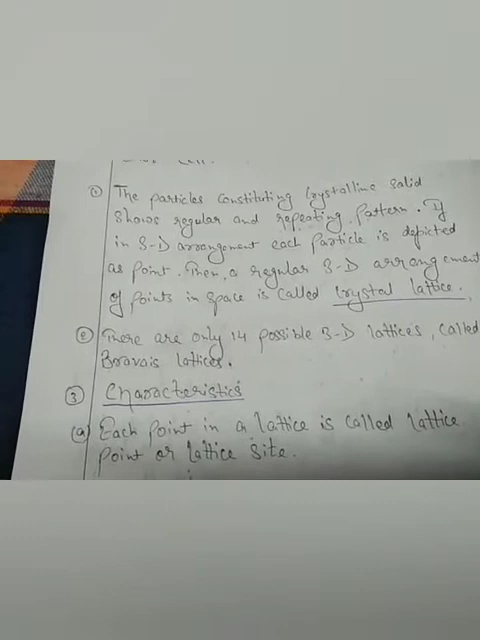 ① The particles constituting Crystalline Solid
Shows regular and repeating pattern. If
in 3-D arrangement each Particle is depicted
as point. Then, a regular 3-D arrangement
of points in space is called Crystal lattice.
② There are only 14 possible 3-D lattices, called
Bravais lattices.
③ Characteristics
(a) Each point in a lattice is called lattice
point or lattice site.